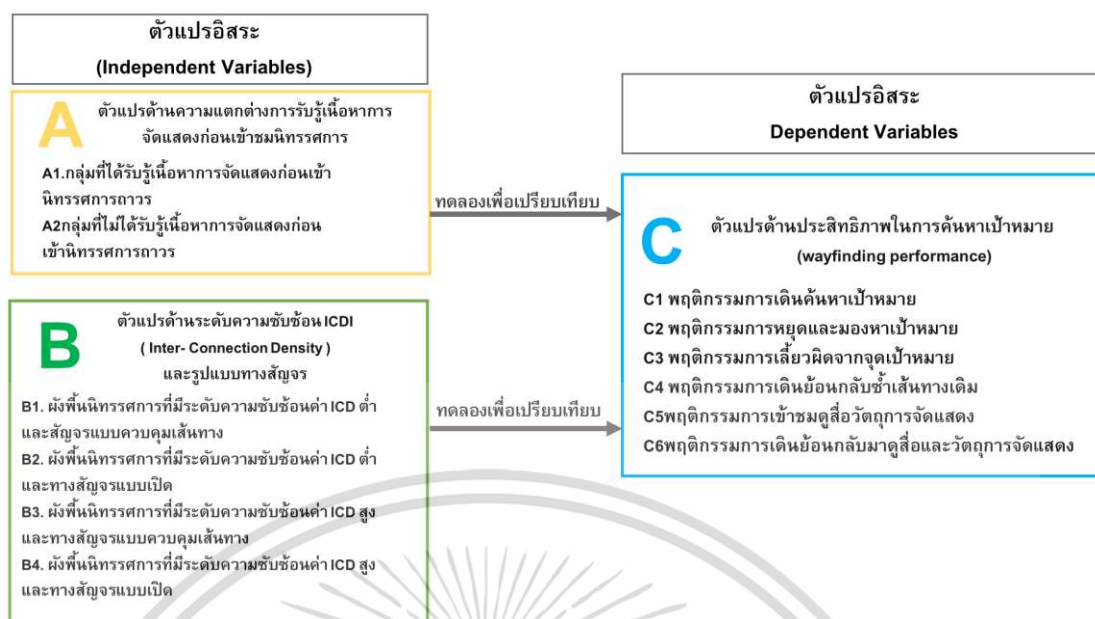 ตัวแปรอิสระ
(Independent Variables)
A
ตัวแปรด้านความแตกต่างการรับรู้เนื้อหาการ
จัดแสดงก่อนเข้าชมนิทรรศการ
A1.กลุ่มที่ได้รับรู้เนื้อหาการจัดแสดงก่อนเข้า
นิทรรศการถาวร
A2กลุ่มที่ไม่ได้รับรู้เนื้อหาการจัดแสดงก่อน
เข้านิทรรศการถาวร
ทดลองเพื่อเปรียบเทียบ
B
ตัวแปรด้านระดับความซับซ้อน ICDI
( Inter- Connection Density )
และรูปแบบทางสัญจร
B1. ผังพื้นนิทรรศการที่มีระดับความซับซ้อนค่า ICD ต่ำ
และสัญจรแบบควบคุมเส้นทาง
B2. ผังพื้นนิทรรศการที่มีระดับความซับซ้อนค่า ICD ต่ำ
และทางสัญจรแบบเปิด
B3. ผังพื้นนิทรรศการที่มีระดับความซับซ้อนค่า ICD สูง
และทางสัญจรแบบควบคุมเส้นทาง
B4. ผังพื้นนิทรรศการที่มีระดับความซับซ้อนค่า ICD สูง
และทางสัญจรแบบเปิด
ทดลองเพื่อเปรียบเทียบ
ตัวแปรอิสระ
Dependent Variables
C
ตัวแปรด้านประสิทธิภาพในการค้นหาเป้าหมาย
(wayfinding performance)
C1 พฤติกรรมการเดินค้นหาเป้าหมาย
C2 พฤติกรรมการหยุดและมองหาเป้าหมาย
C3 พฤติกรรมการเลี้ยวผิดจากจุดเป้าหมาย
C4 พฤติกรรมการเดินย้อนกลับซ้ำเส้นทางเดิม
C5พฤติกรรมการเข้าชมดูสื่อวัตถุการจัดแสดง
C6พฤติกรรมการเดินย้อนกลับมาดูสื่อและวัตถุการจัดแสดง